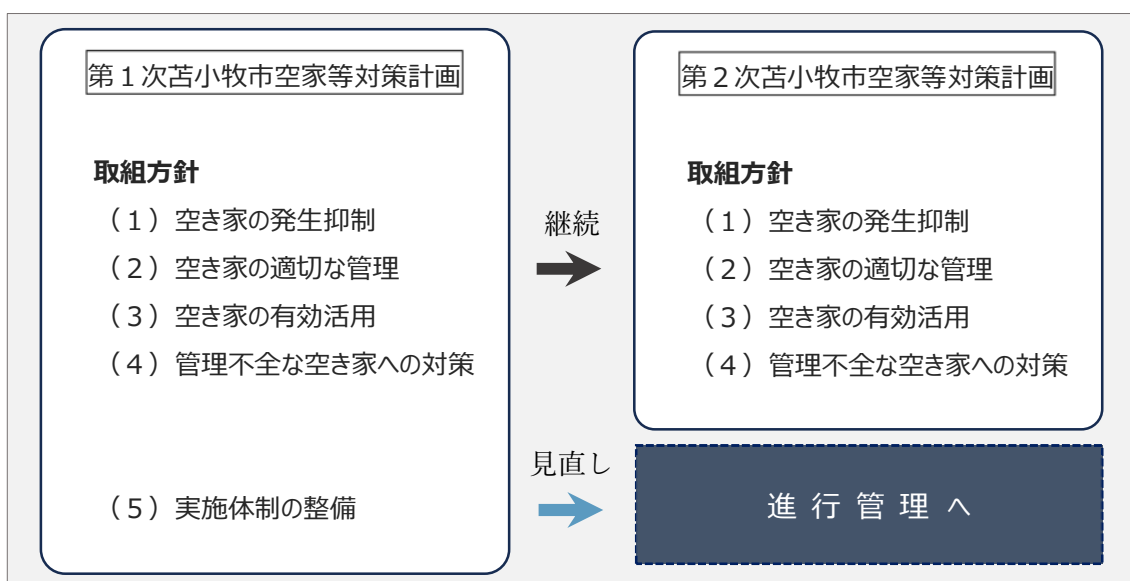 第１次苫小牧市空家等対策計画
取組方針
（１）空き家の発生抑制
（２）空き家の適切な管理
（３）空き家の有効活用
（４）管理不全な空き家への対策
（５）実施体制の整備
継続
見直し
第２次苫小牧市空家等対策計画
取組方針
（１）空き家の発生抑制
（２）空き家の適切な管理
（３）空き家の有効活用
（４）管理不全な空き家への対策
進行管理へ